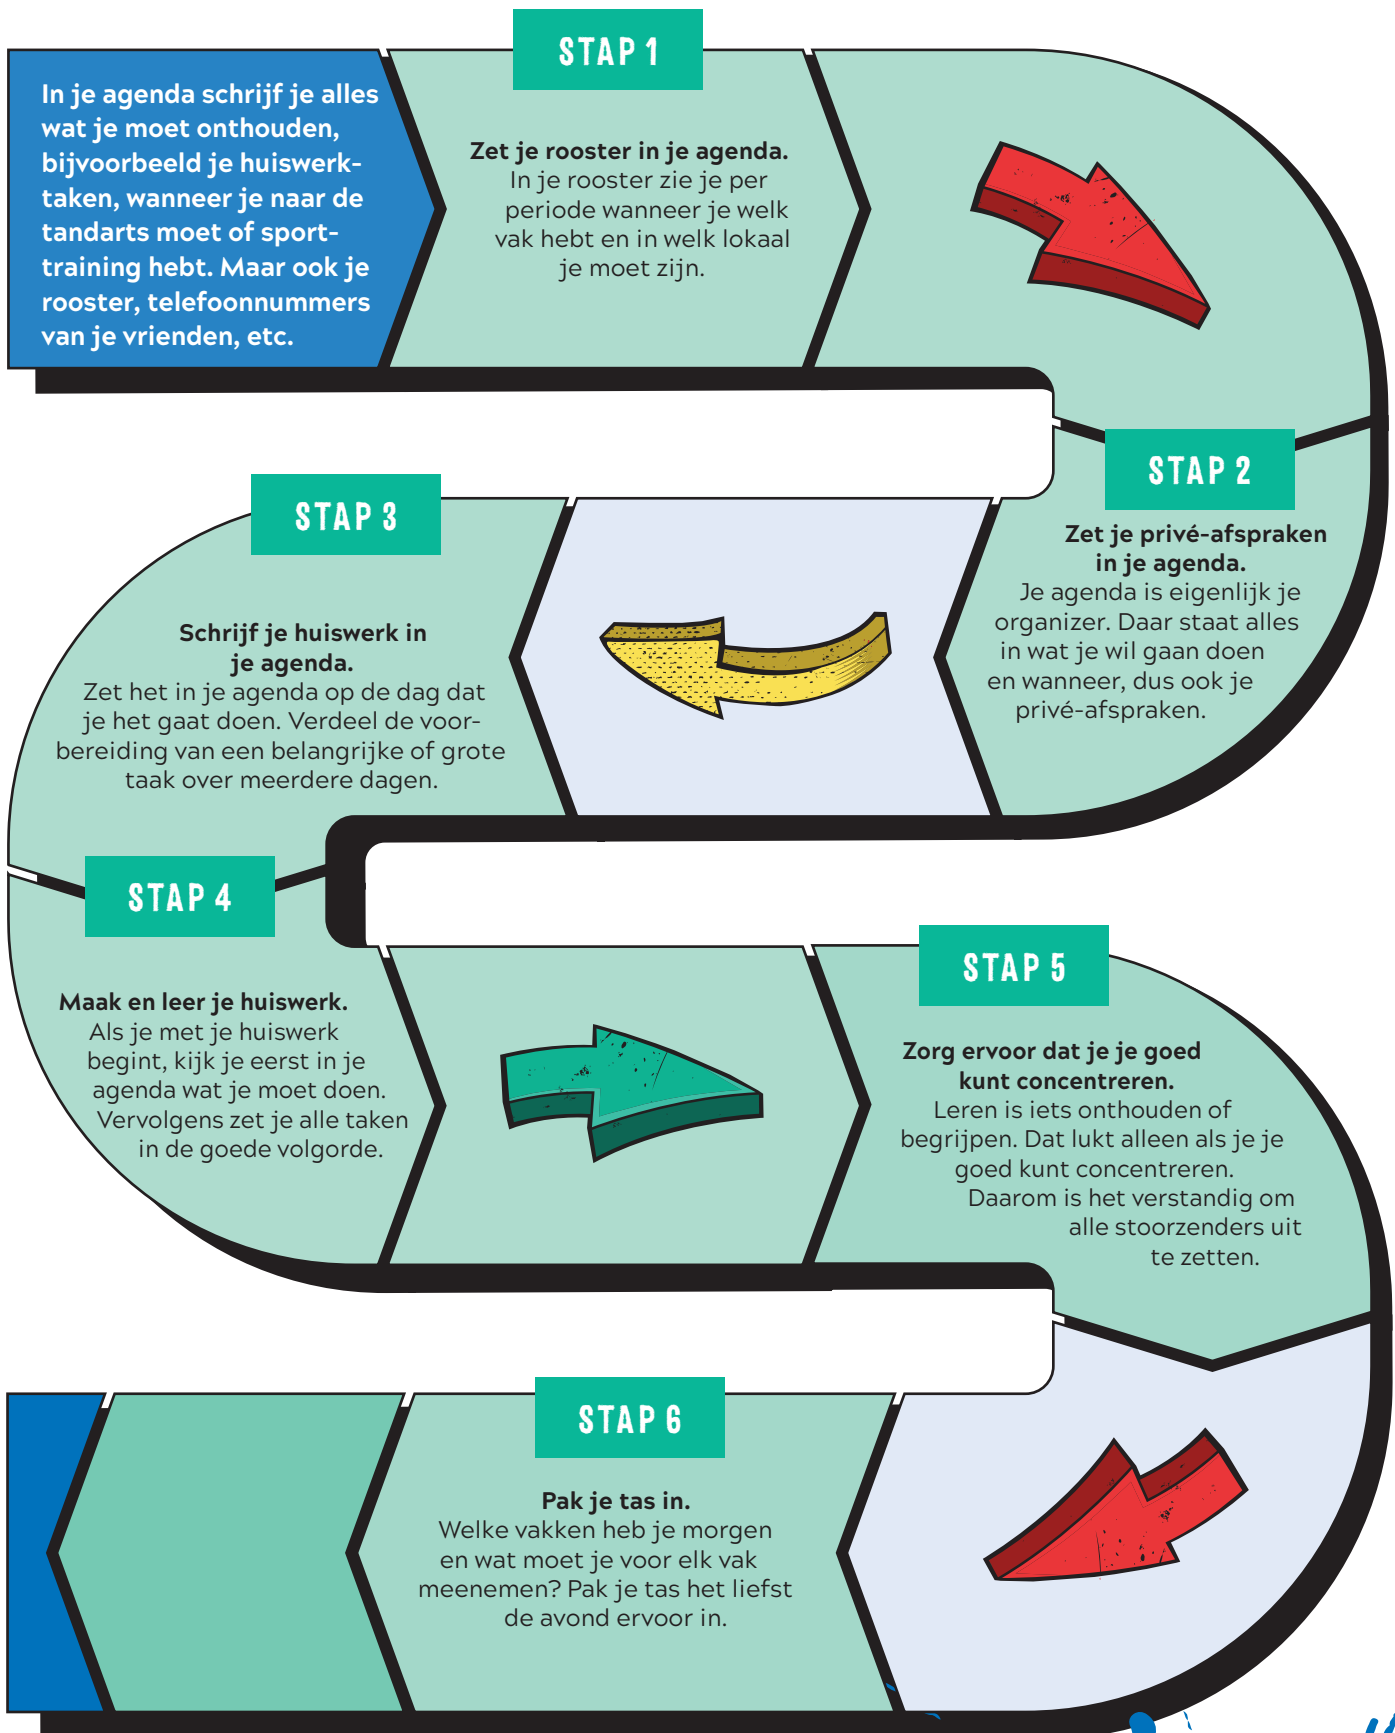 In je agenda schrijf je alles
wat je moet onthouden,
bijvoorbeeld je huiswerk-
taken, wanneer je naar de
tandarts moet of sport-
training hebt. Maar ook je
rooster, telefoonnummers
van je vrienden, etc.
STAP 1
Zet je rooster in je agenda.
In je rooster zie je per
periode wanneer je welk
vak hebt en in welk lokaal
je moet zijn.
STAP 2
Zet je privé-afspraken
in je agenda.
Je agenda is eigenlijk je
organizer. Daar staat alles
in wat je wil gaan doen
en wanneer, dus ook je
privé-afspraken.
STAP 3
Schrijf je huiswerk in
je agenda.
Zet het in je agenda op de dag dat
je het gaat doen. Verdeel de voor-
bereiding van een belangrijke of grote
taak over meerdere dagen.
STAP 4
Maak en leer je huiswerk.
Als je met je huiswerk
begint, kijk je eerst in je
agenda wat je moet doen.
Vervolgens zet je alle taken
in de goede volgorde.
STAP 5
Zorg ervoor dat je je goed
kunt concentreren.
Leren is iets onthouden of
begrijpen. Dat lukt alleen als je je
goed kunt concentreren.
Daarom is het verstandig om
alle stoorzenders uit
te zetten.
STAP 6
Pak je tas in.
Welke vakken heb je morgen
en wat moet je voor elk vak
meenemen? Pak je tas het liefst
de avond ervoor in.